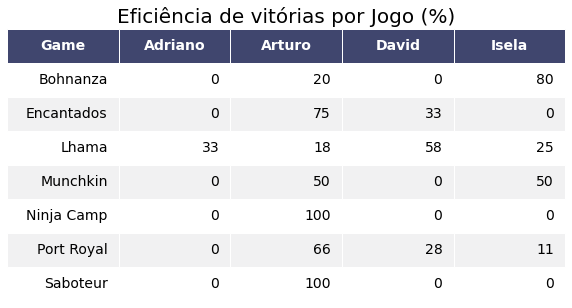 Eficiência de vitórias por Jogo (%)
Game Adriano Arturo David Isela
Bohnanza 0 20 0 80
Encantados 0 75 33 0
Lhama 33 18 58 25
Munchkin 0 50 0 50
Ninja Camp 0 100 0 0
Port Royal 0 66 28 11
Saboteur 0 100 0 0